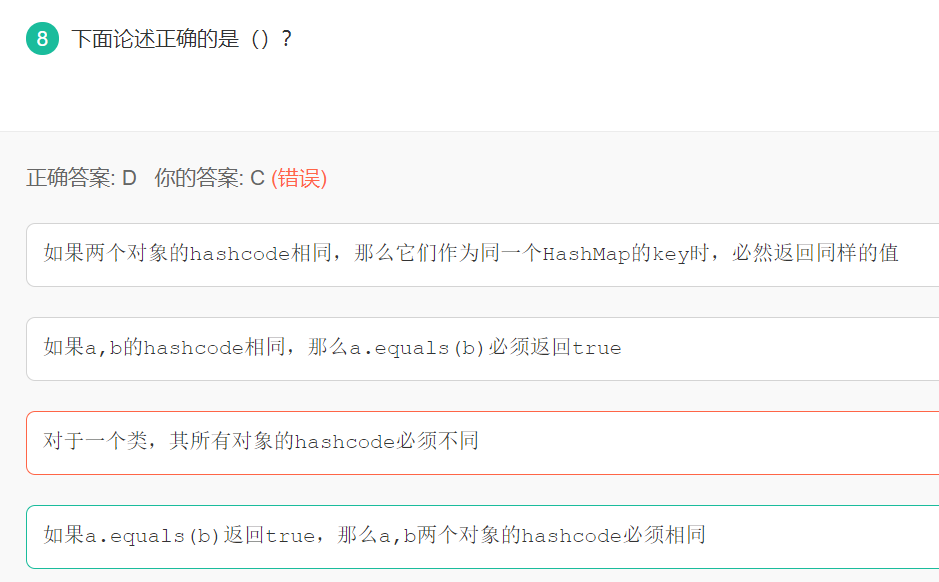 8 下面论述正确的是（）？
正确答案: D 你的答案: C (错误)
如果两个对象的hashcode相同，那么它们作为同一个HashMap的key时，必然返回同样的值
如果a,b的hashcode相同，那么a.equals(b)必须返回true
对于一个类，其所有对象的hashcode必须不同
如果a.equals(b)返回true，那么a,b两个对象的hashcode必须相同